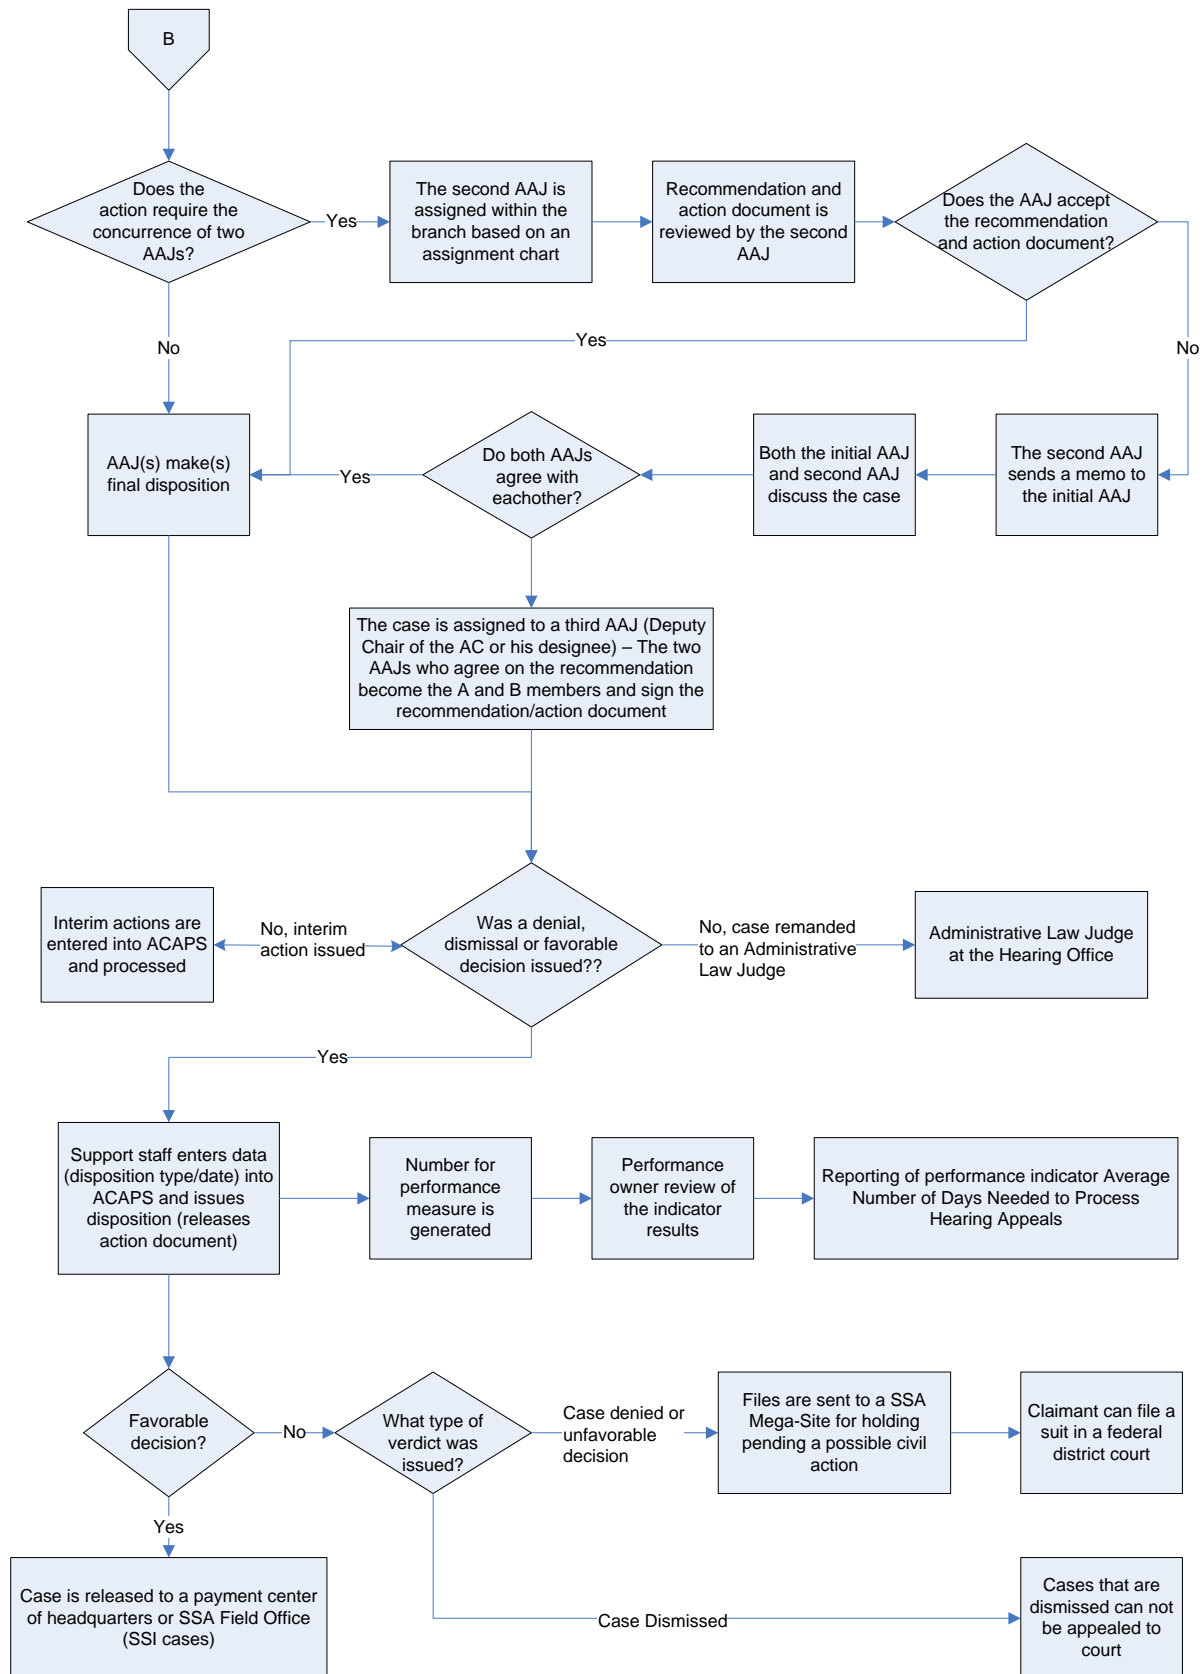 B
Does the
action require the
concurrence of two
AAJs?
Yes
The second AAJ is
assigned within the
branch based on an
assignment chart
Recommendation and
action document is
reviewed by the second
AAJ
Does the AAJ accept
the recommendation
and action document?
No
Yes
No
AAJ(s) make(s)
final disposition
Yes
Do both AAJs
agree with
eachother?
Both the initial AAJ
and second AAJ
discuss the case
The second AAJ
sends a memo to
the initial AAJ
The case is assigned to a third AAJ (Deputy
Chair of the AC or his designee) – The two
AAJs who agree on the recommendation
become the A and B members and sign the
recommendation/action document
Interim actions are
entered into ACAPS
and processed
No, interim
action issued
Was a denial,
dismissal or favorable
decision issued??
No, case remanded
to an Administrative
Law Judge
Administrative Law Judge
at the Hearing Office
Yes
Support staff enters data
(disposition type/date) into
ACAPS and issues
disposition (releases
action document)
Number for
performance
measure is
generated
Performance
owner review of
the indicator
results
Reporting of performance indicator Average
Number of Days Needed to Process
Hearing Appeals
Favorable
decision?
No
What type of
verdict was
issued?
Case denied or
unfavorable
decision
Files are sent to a SSA
Mega-Site for holding
pending a possible civil
action
Claimant can file a
suit in a federal
district court
Yes
Case is released to a payment center
of headquarters or SSA Field Office
(SSI cases)
Case Dismissed
Cases that are
dismissed can not
be appealed to
court